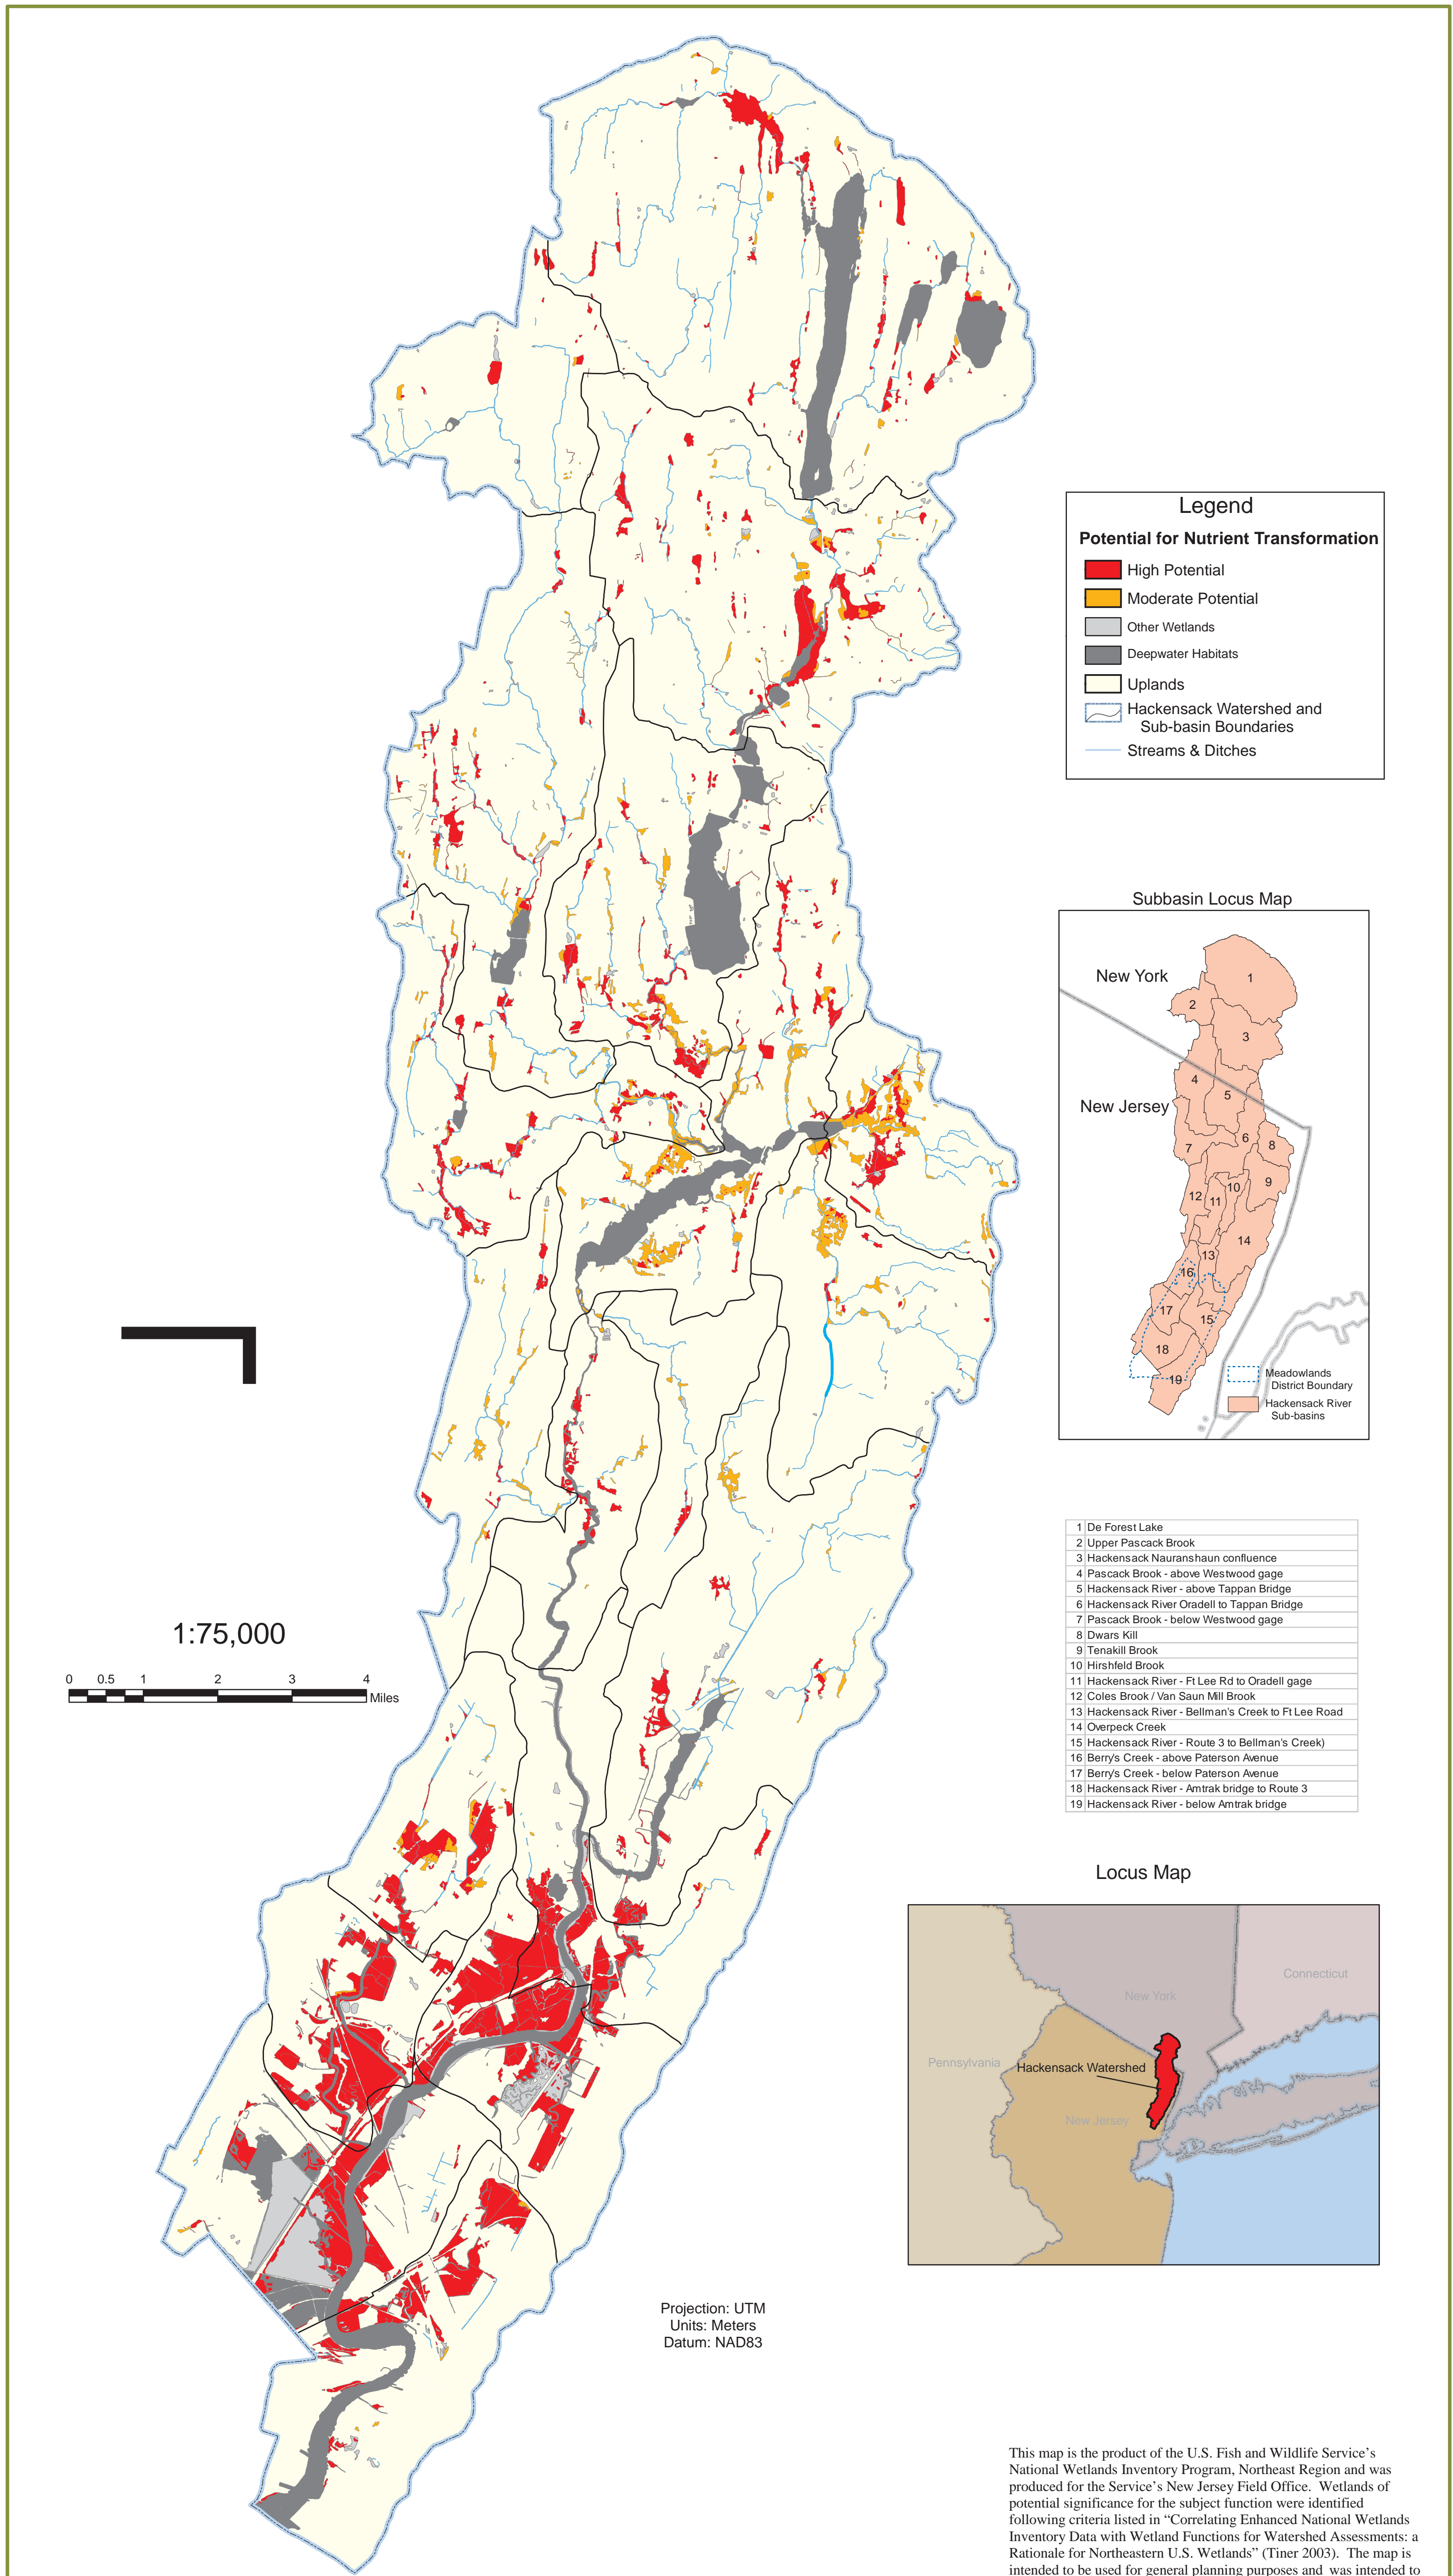 Legend
Potential for Nutrient Transformation
High Potential
Moderate Potential
Other Wetlands
Deepwater Habitats
Uplands
Hackensack Watershed and
Sub-basin Boundaries
Streams & Ditches
Subbasin Locus Map
New York
New Jersey
1
2
3
4
5
6
7
8
9
10
11
12
13
14
15
16
17
18
19
Meadowlands
District Boundary
Hackensack River
Sub-basins
1 De Forest Lake
2 Upper Pascack Brook
3 Hackensack Nauranshaun confluence
4 Pascack Brook - above Westwood gage
5 Hackensack River - above Tappan Bridge
6 Hackensack River Oradell to Tappan Bridge
7 Pascack Brook - below Westwood gage
8 Dwars Kill
9 Tenakill Brook
10 Hirshfeld Brook
11 Hackensack River - Ft Lee Rd to Oradell gage
12 Coles Brook / Van Saun Mill Brook
13 Hackensack River - Bellman's Creek to Ft Lee Road
14 Overpeck Creek
15 Hackensack River - Route 3 to Bellman's Creek)
16 Berry's Creek - above Paterson Avenue
17 Berry's Creek - below Paterson Avenue
18 Hackensack River - Amtrak bridge to Route 3
19 Hackensack River - below Amtrak bridge
1:75,000
0 0.5 1 2 3 4
Miles
Locus Map
Connecticut
New York
Pennsylvania
Hackensack Watershed
New Jersey
Projection: UTM
Units: Meters
Datum: NAD83
This map is the product of the U.S. Fish and Wildlife Service's
National Wetlands Inventory Program, Northeast Region and was
produced for the Service's New Jersey Field Office. Wetlands of
potential significance for the subject function were identified
following criteria listed in "Correlating Enhanced National Wetlands
Inventory Data with Wetland Functions for Watershed Assessments: a
Rationale for Northeastern U.S. Wetlands" (Tiner 2003). The map is
intended to be used for general planning purposes and was intended to